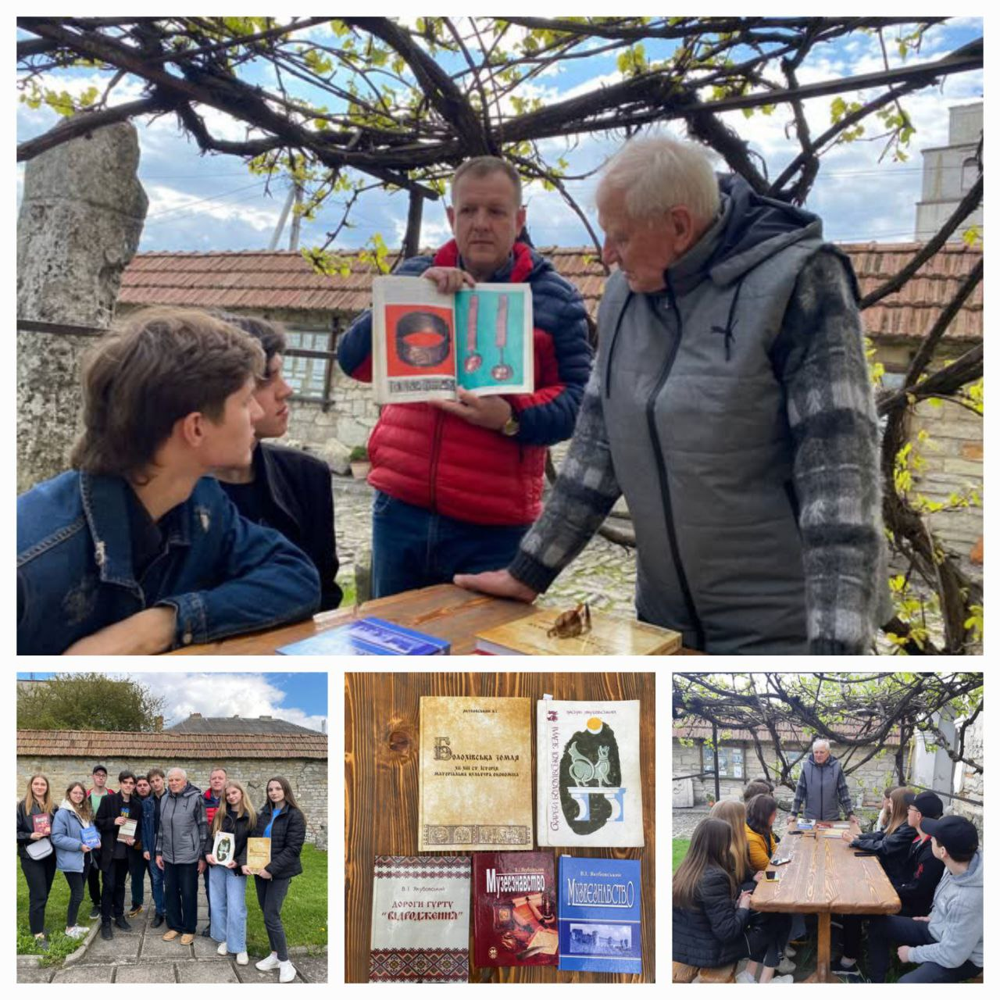 ЯКУБОВСЬКИЙ В.І.
БОЛОХІВСЬКА ЗЕМЛЯ
XII-XIII СТ. ІСТОРІЯ
МАТЕРІАЛЬНА КУЛЬТУРА, ЕКОНОМІКА
ВАСИЛЬ ЯКУБОВСЬКИЙ
СКАРБИ БОЛОХІВСЬКОЇ ЗЕМЛІ
В.І. Якубовський
ДОРОГИ ГУРТУ
"ВІДРОДЖЕННЯ"
В.І. Якубовський
Музеєзнавство
В.І. Якубовський
МУЗЕЄЗНАВСТВО